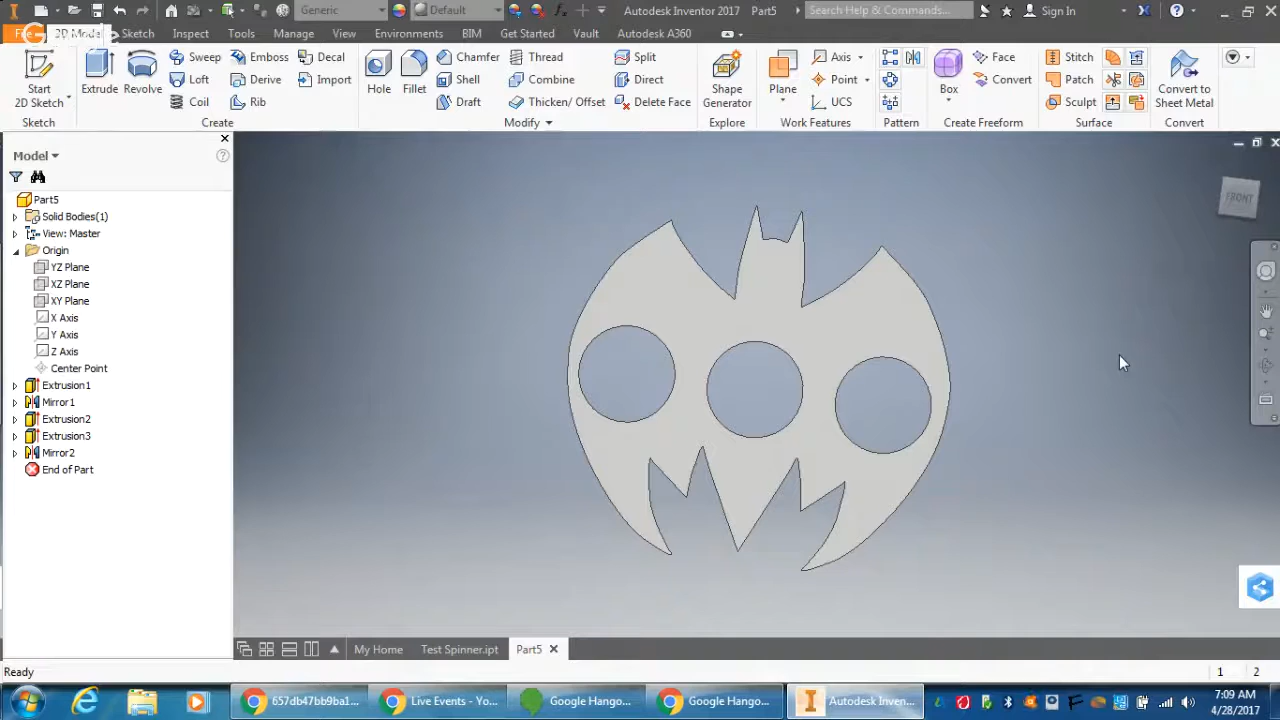 Generic Default Autodesk Inventor 2017 Part5 Search Help & Commands... Sign In
File 3D Model Sketch Inspect Tools Manage View Environments BIM Get Started Vault Autodesk A360
Start 2D Sketch
Extrude
Revolve
Sweep Emboss Decal
Loft Derive Import
Coil Rib
Hole
Fillet
Chamfer Thread Split
Shell Combine Direct
Draft Thicken/ Offset Delete Face
Shape Generator
Plane
Axis
Point
UCS
Box
Face
Convert
Stitch
Patch
Sculpt
Convert to Sheet Metal
Sketch Create Modify Explore Work Features Pattern Create Freeform Surface Convert
Model
Part5
Solid Bodies(1)
View: Master
Origin
YZ Plane
XZ Plane
XY Plane
X Axis
Y Axis
Z Axis
Center Point
Extrusion1
Mirror1
Extrusion2
Extrusion3
Mirror2
End of Part
FRONT
My Home Test Spinner.ipt Part5
Ready 1 2
657db47bb9ba1... Live Events - Yo... Google Hango... Google Hango... Autodesk Inven...
7:09 AM
4/28/2017